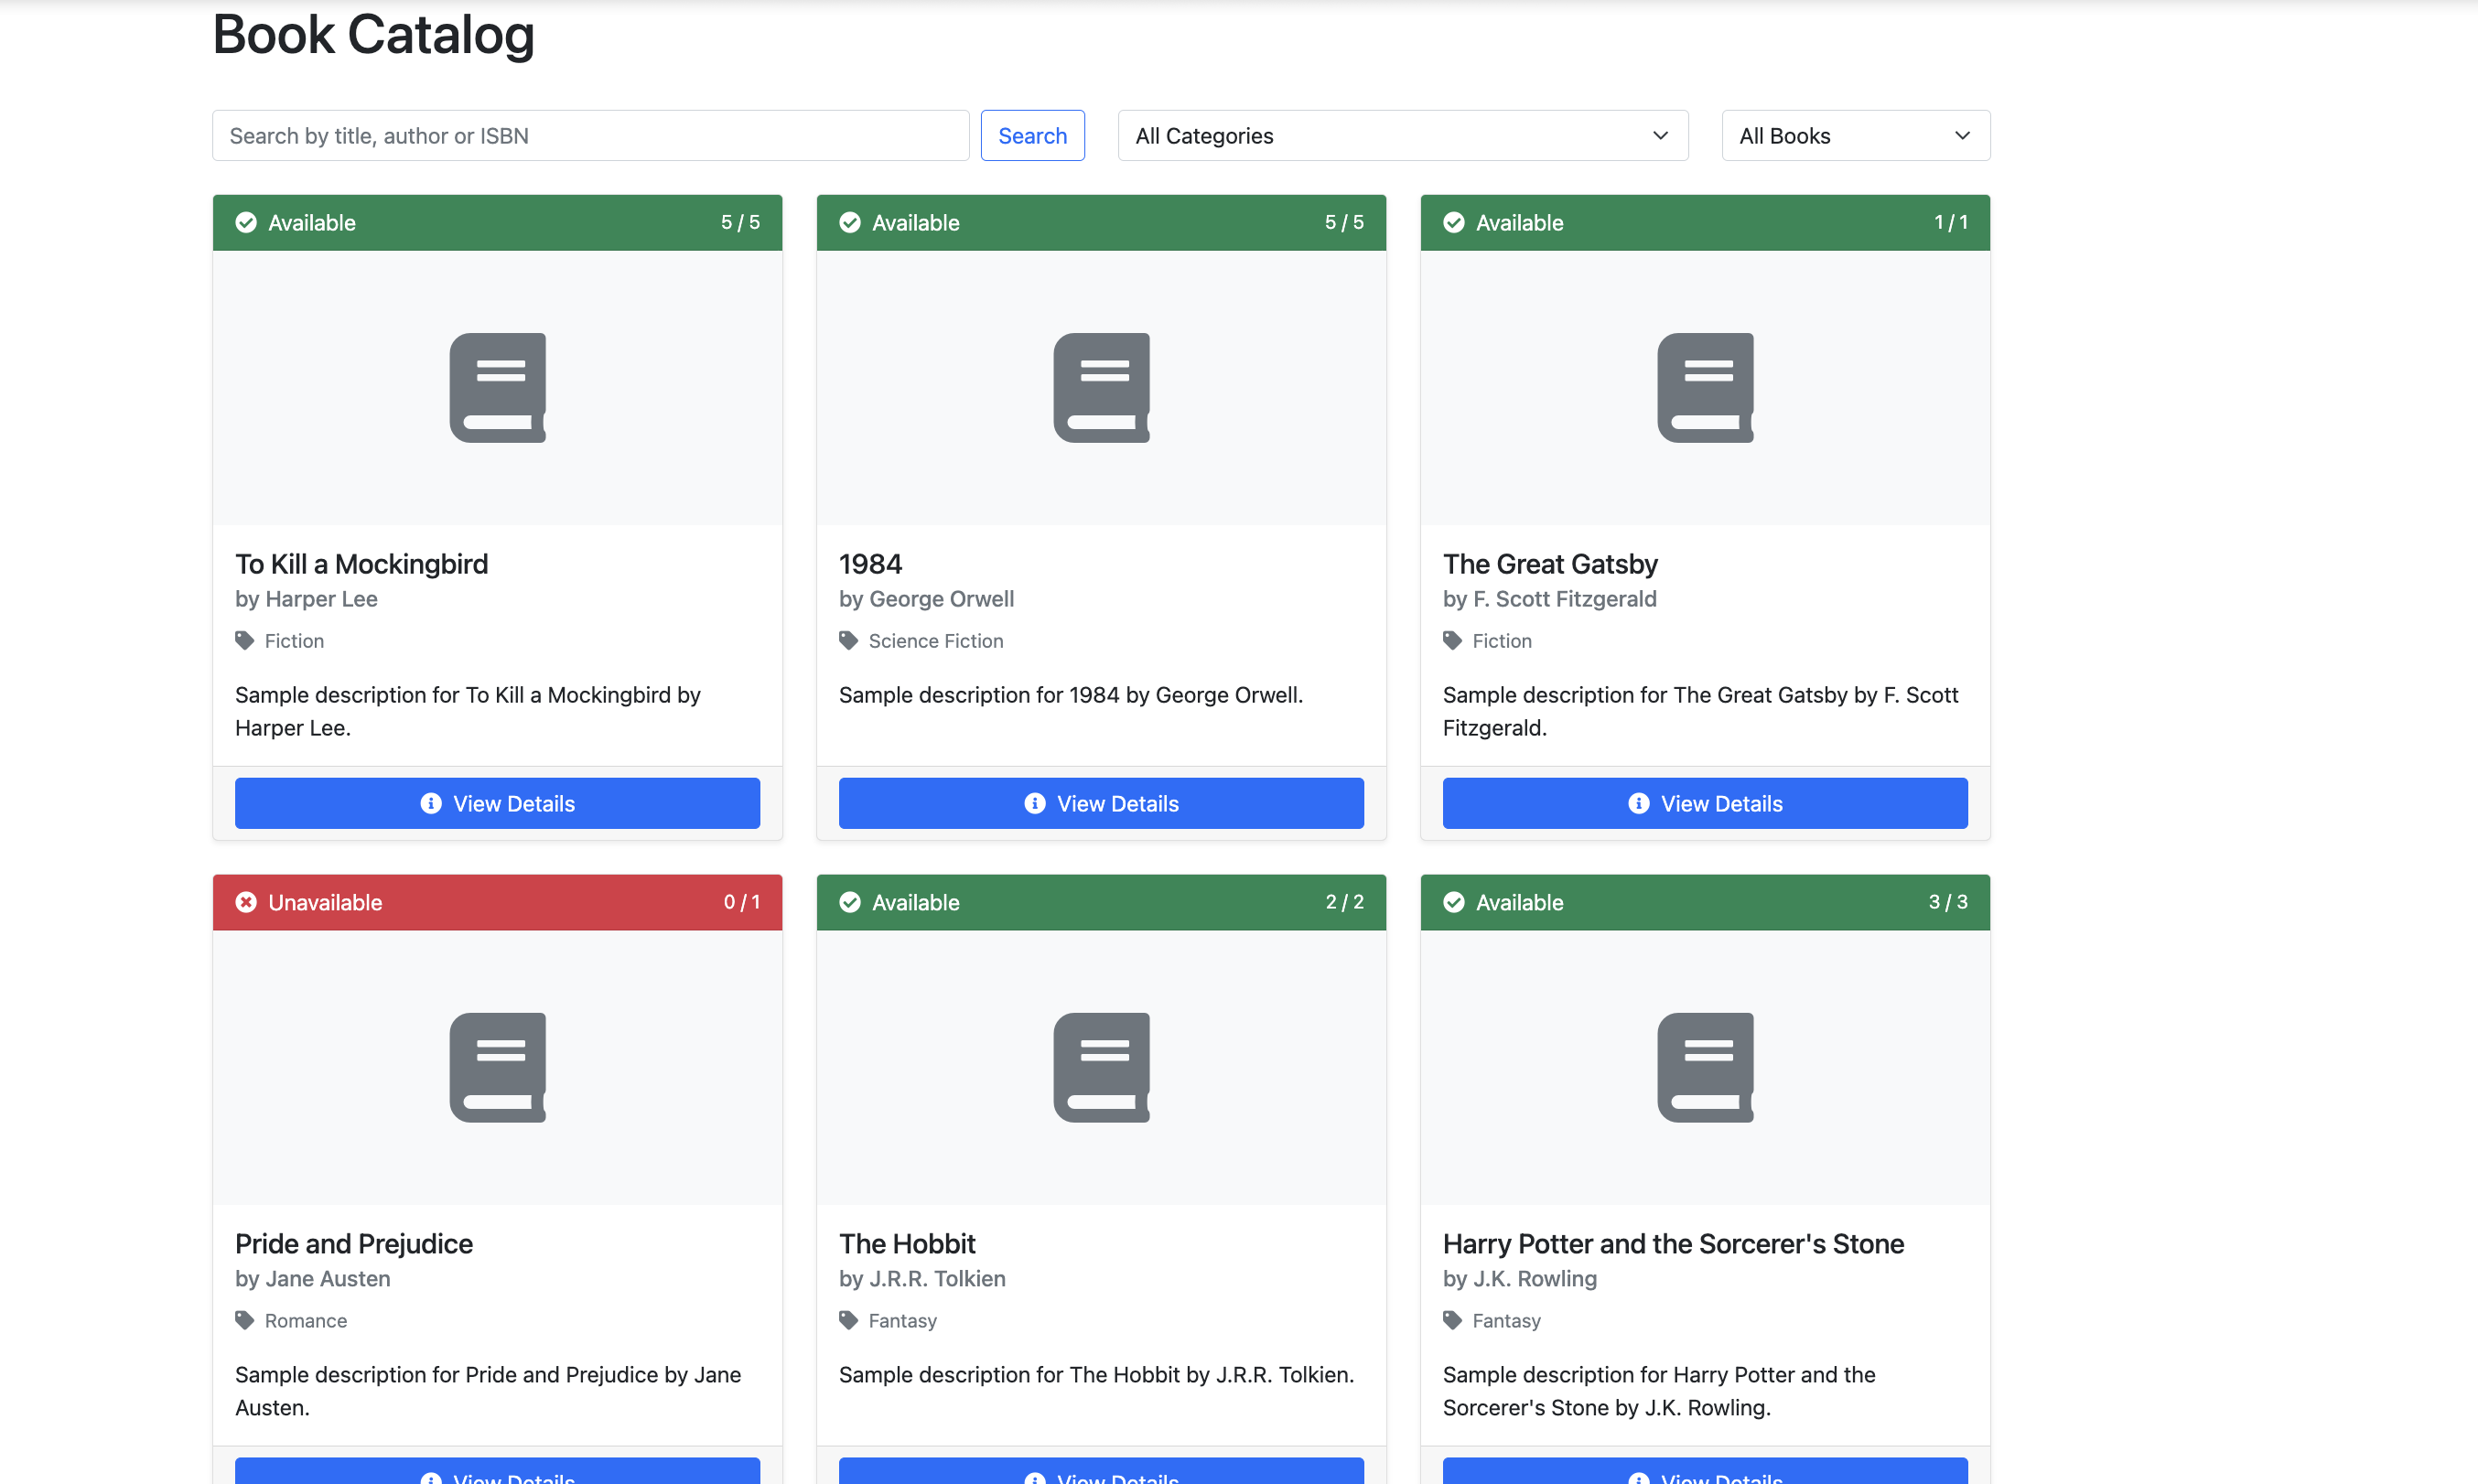 Book Catalog
Search by title, author or ISBN
Search
All Categories
All Books
Available 5 / 5
Available 5 / 5
Available 1 / 1
To Kill a Mockingbird
by Harper Lee
Fiction
Sample description for To Kill a Mockingbird by
Harper Lee.
View Details
1984
by George Orwell
Science Fiction
Sample description for 1984 by George Orwell.
View Details
The Great Gatsby
by F. Scott Fitzgerald
Fiction
Sample description for The Great Gatsby by F. Scott
Fitzgerald.
View Details
Unavailable 0 / 1
Available 2 / 2
Available 3 / 3
Pride and Prejudice
by Jane Austen
Romance
Sample description for Pride and Prejudice by Jane
Austen.
View Details
The Hobbit
by J.R.R. Tolkien
Fantasy
Sample description for The Hobbit by J.R.R. Tolkien.
View Details
Harry Potter and the Sorcerer's Stone
by J.K. Rowling
Fantasy
Sample description for Harry Potter and the
Sorcerer's Stone by J.K. Rowling.
View Details